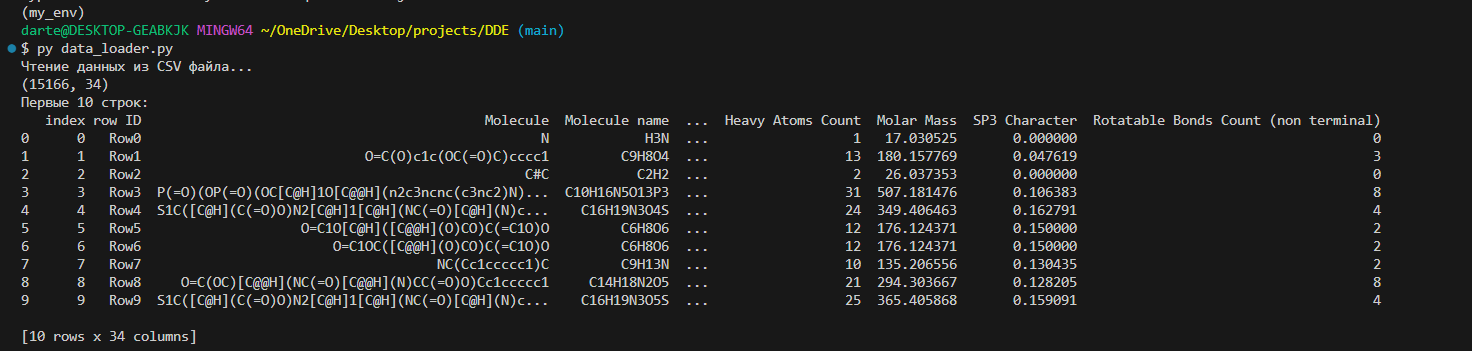 (my_env)
darte@DESKTOP-GEABKJK MINGW64 ~/OneDrive/Desktop/projects/DDE (main)
$ py data_loader.py
Чтение данных из CSV файла...
(15166, 34)
Первые 10 строк:
index row ID Molecule Molecule name ... Heavy Atoms Count Molar Mass SP3 Character Rotatable Bonds Count (non terminal)
0 0 Row0 N H3N ... 1 17.030525 0.000000 0
1 1 Row1 O=C(O)c1c(OC(=O)C)cccc1 C9H8O4 ... 13 180.157769 0.047619 3
2 2 Row2 C#C C2H2 ... 2 26.037353 0.000000 0
3 3 Row3 P(=O)(OP(=O)(OC[C@H]1O[C@@H](n2c3ncnc(c3nc2)N)... C10H16N5O13P3 ... 31 507.181476 0.106383 8
4 4 Row4 S1C([C@H](C(=O)O)N2[C@H]1[C@H](NC(=O)[C@H](N)c... C16H19N3O4S ... 24 349.406463 0.162791 4
5 5 Row5 O=C1O[C@H]([C@@H](O)CO)C(O)=C1O C6H8O6 ... 12 176.124371 0.150000 2
6 6 Row6 O=C1OC([C@@H](O)CO)C(=C1O)O C6H8O6 ... 12 176.124371 0.150000 2
7 7 Row7 NC(Cc1ccccc1)C C9H13N ... 10 135.206556 0.130435 2
8 8 Row8 O=C(OC)[C@@H](NC(=O)[C@@H](N)CC(=O)O)Cc1ccccc1 C14H18N2O5 ... 21 294.303667 0.128205 8
9 9 Row9 S1C([C@H](C(=O)O)N2[C@H]1[C@H](NC(=O)[C@H](N)c... C16H19N3O5S ... 25 365.405868 0.159091 4
[10 rows x 34 columns]